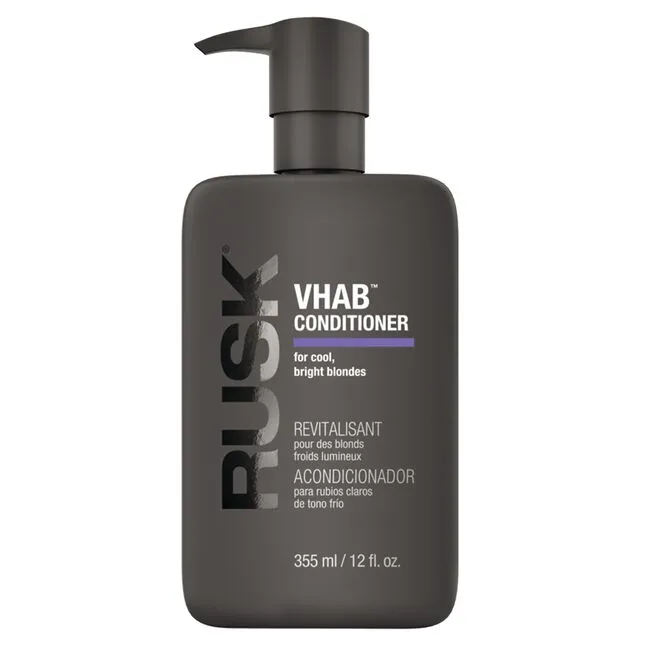 RUSK®
VHAB™
CONDITIONER
for cool,
bright blondes
REVITALISANT
pour des blonds
froids lumineux
ACONDICIONADOR
para rubios claros
de tono frío
355 ml / 12 fl. oz.